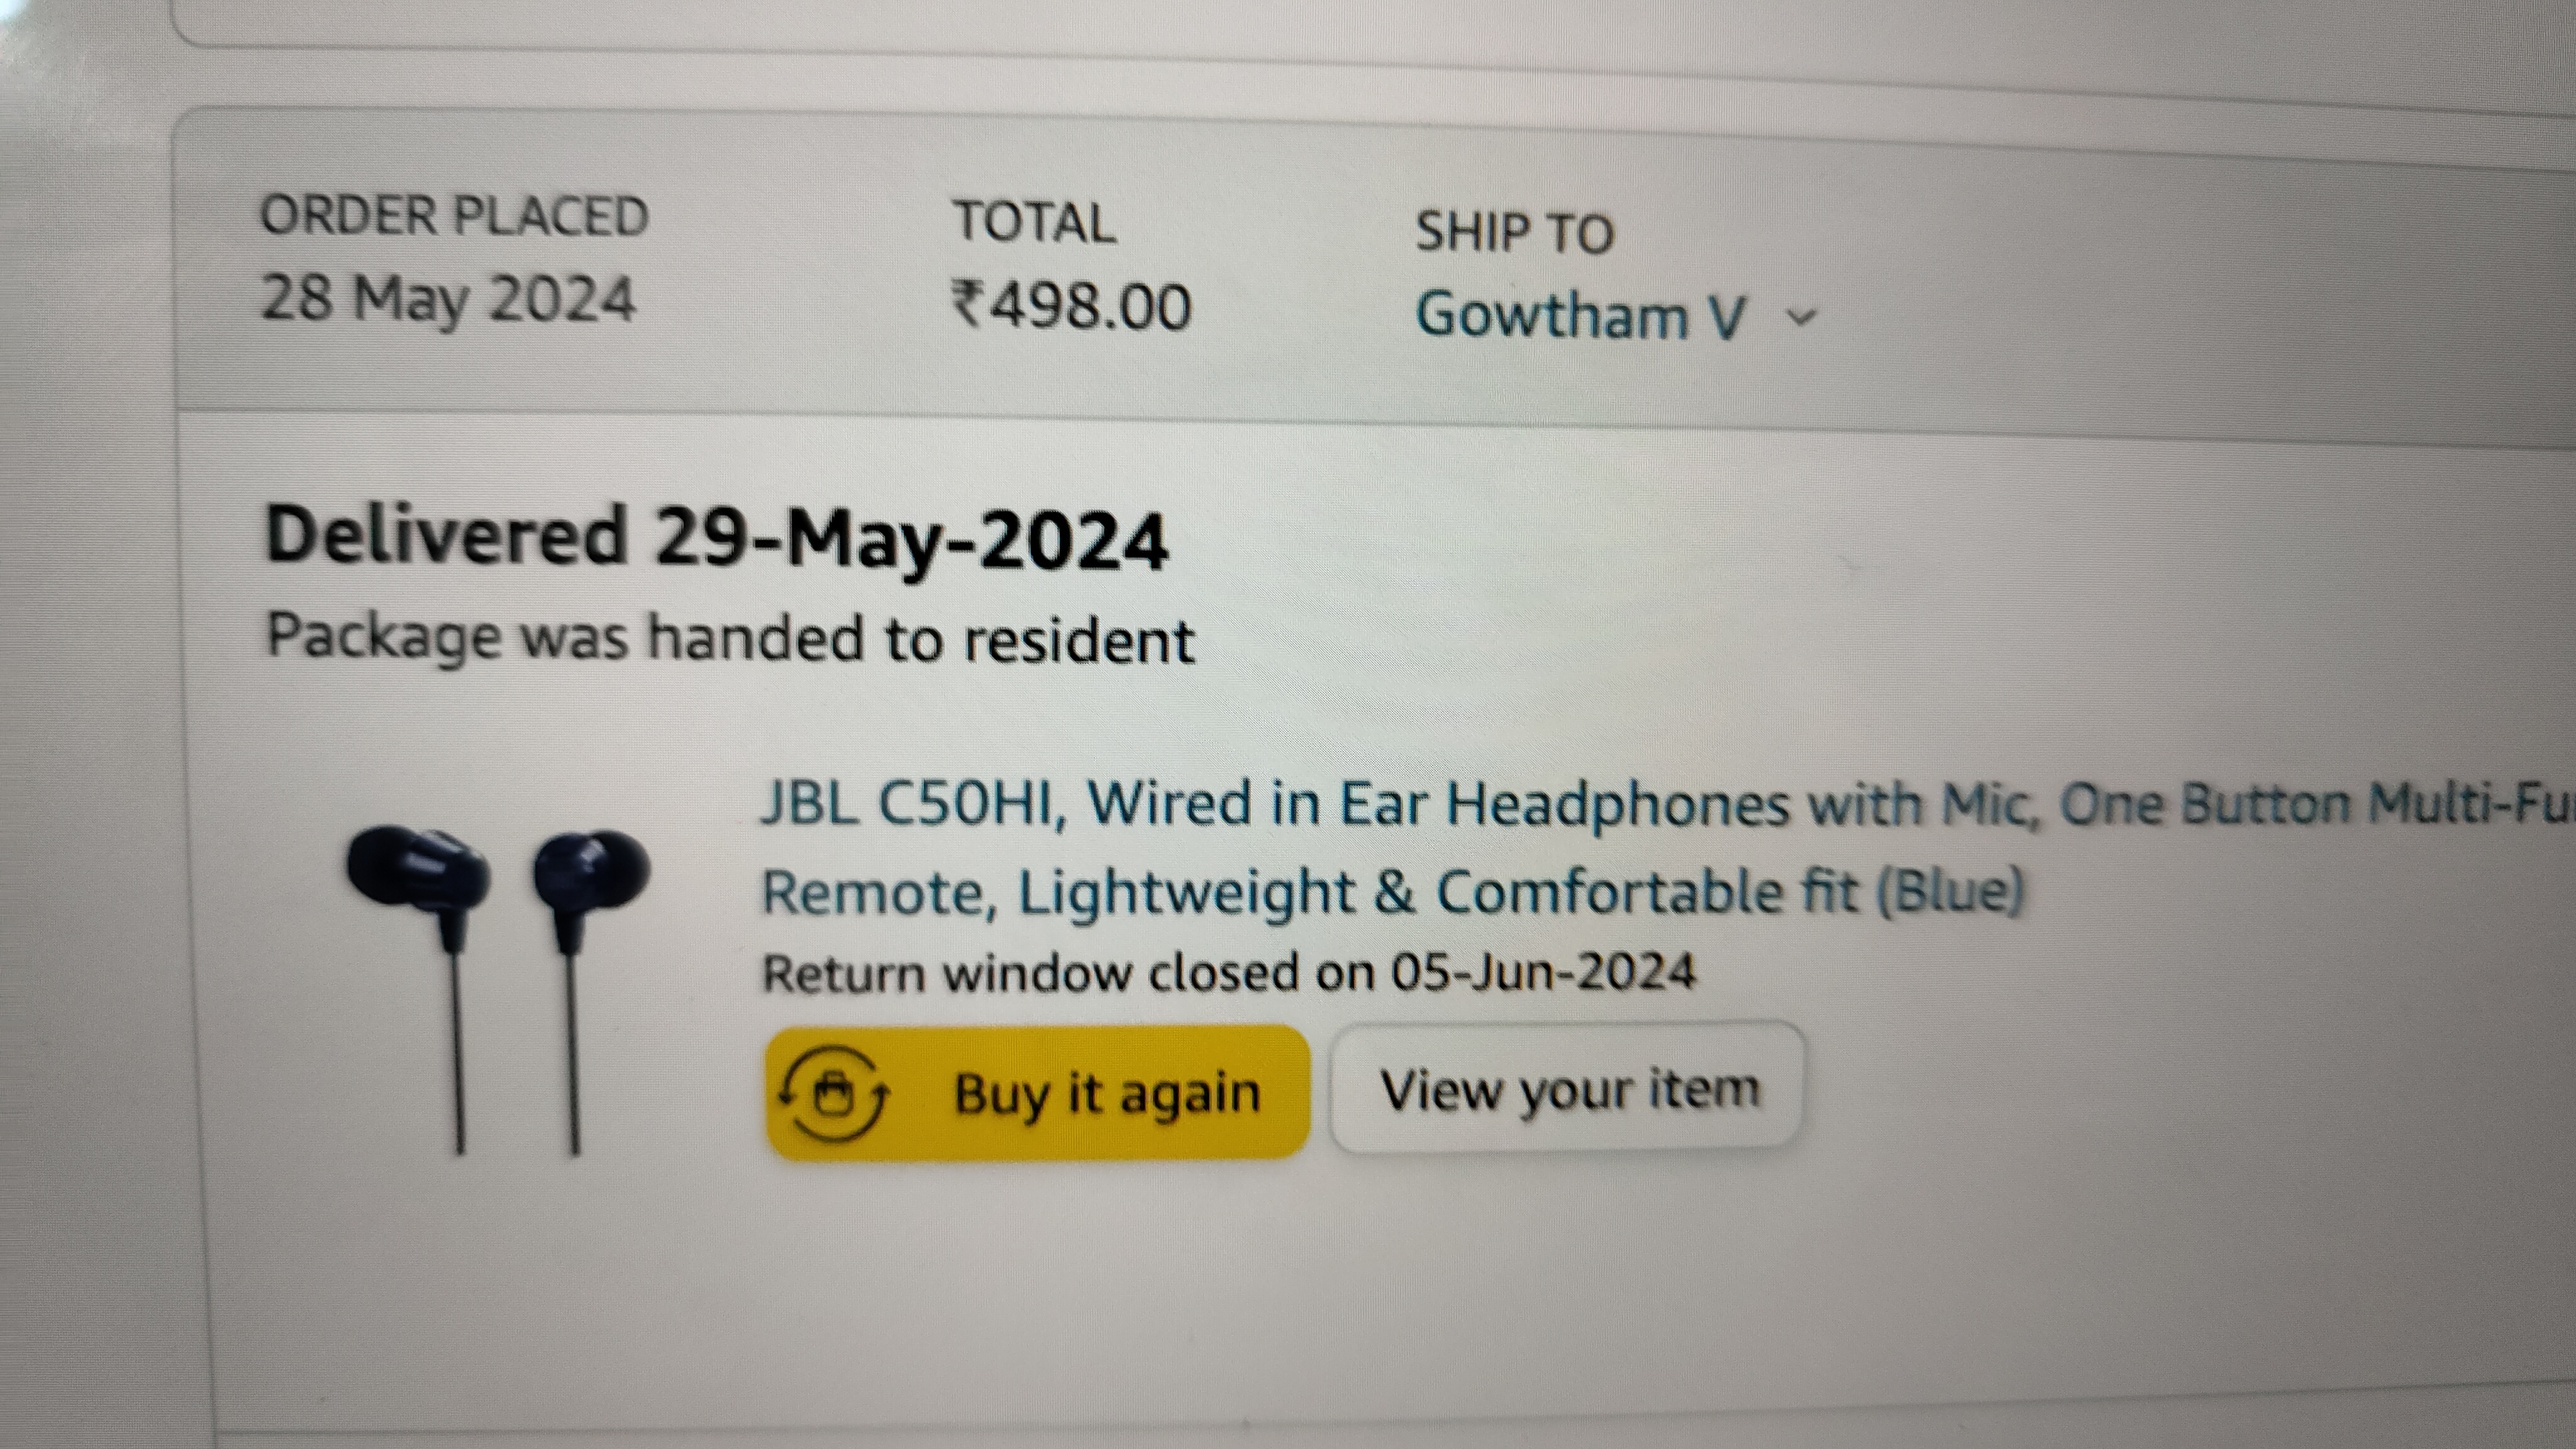 ORDER PLACED
28 May 2024
TOTAL
₹498.00
SHIP TO
Gowtham V
Delivered 29-May-2024
Package was handed to resident
JBL C50HI, Wired in Ear Headphones with Mic, One Button Multi-Fu
Remote, Lightweight & Comfortable fit (Blue)
Return window closed on 05-Jun-2024
Buy it again
View your item